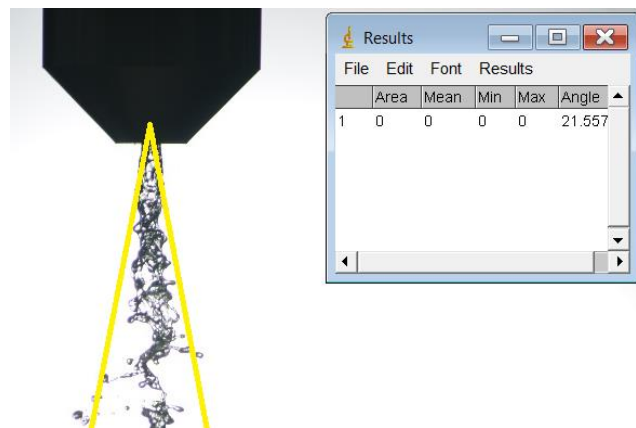 Results
File Edit Font Results
Area Mean Min Max Angle
1 0 0 0 0 21.557